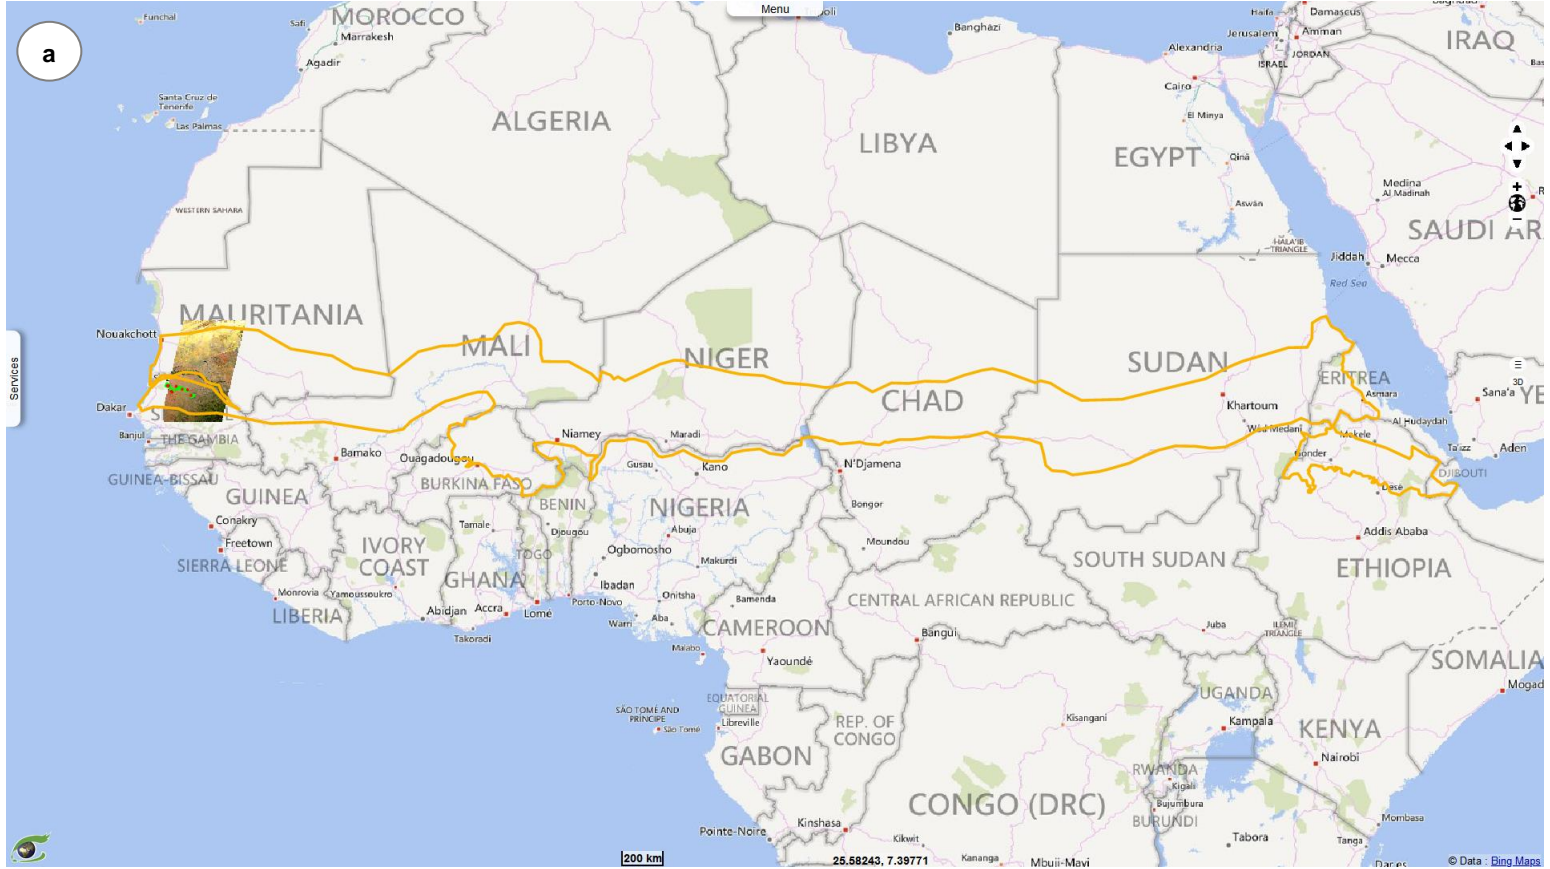 Funchal
Safi
MOROCCO
Marrakesh
Menu
Banghāzī
Haifa
Damascus
Jerusalem
Amman
IRAQ
a
Alexandria
JORDAN
ISRAEL
Agadir
Cairo
Santa Cruz de
Tenerife
Las Palmas
El Minya
ALGERIA
LIBYA
EGYPT
Qinā
Medina
Al Madinah
WESTERN SAHARA
Aswān
SAUDI AR
HALA'IB
TRIANGLE
Jiddah
Mecca
Red Sea
MAURITANIA
Nouakchott
MALI
NIGER
SUDAN
Services
ERITREA
3D
Sana'a
YE
Asmara
CHAD
Khartoum
Dakar
S
Al Hudaydah
Wad Medani
Banjul
THE GAMBIA
Niamey
Maradi
Mekele
Ta'izz
Aden
Bamako
Ouagadougou
Gusau
Kano
N'Djamena
Gonder
DJIBOUTI
GUINEA-BISSAU
BURKINA FASO
GUINEA
BENIN
NIGERIA
Bongor
Desē
Conakry
Tamale
Abuja
Addis Ababa
Freetown
IVORY
COAST
Djougou
TOGO
Ogbomosho
Moundou
SOUTH SUDAN
SIERRA LEONE
GHANA
Makurdi
ETHIOPIA
Ibadan
Monrovia
Yamoussoukro
Onitsha
Bamenda
CENTRAL AFRICAN REPUBLIC
LIBERIA
Abidjan
Accra
Lomé
Porto-Novo
Warri
Aba
CAMEROON
Juba
ILEMI
TRIANGLE
Takoradi
Bangui
Malabo
Yaoundé
SOMALIA
Mogad
EQUATORIAL
GUINEA
UGANDA
SÃO TOMÉ AND
PRÍNCIPE
São Tomé
Libreville
REP. OF
CONGO
Kisangani
Kampala
KENYA
GABON
Nairobi
RWANDA
Kigali
CONGO (DRC)
Bujumbura
BURUNDI
Pointe-Noire
Kinshasa
Mombasa
Kikwit
Tabora
Tanga
200 km
25.58243, 7.39771
Kananga
Mbuji-Mayi
© Data : Bing Maps